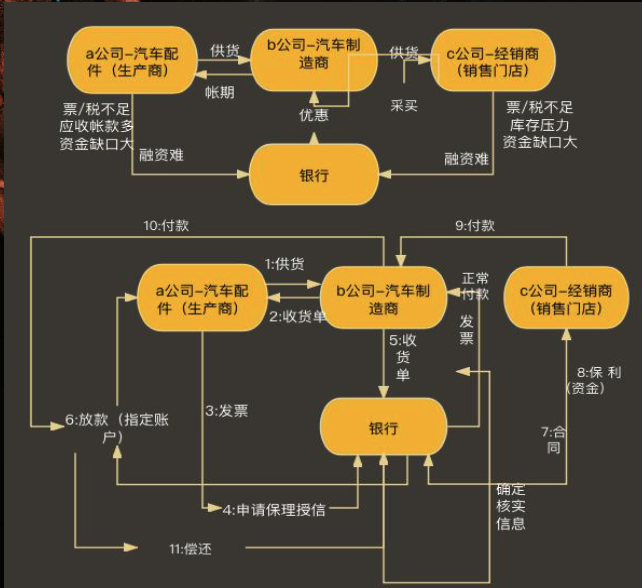 a公司-汽车配
件（生产商）
供货
帐期
b公司-汽车制
造商
供货
采买
优惠
c公司-经销商
（销售门店）
票/税不足
应收帐款多
资金缺口大
融资难
银行
融资难
票/税不足
库存压力
资金缺口大
10:付款
9:付款
1:供货
a公司-汽车配
件（生产商）
2:收货单
b公司-汽车制
造商
正常
付款
发
票
c公司-经销商
（销售门店）
5:收
货
单
8:保 利
（资金）
3:发票
6:放款（指定账
户）
银行
7:合
同
4:申请保理授信
确定
核实
信息
11:偿还